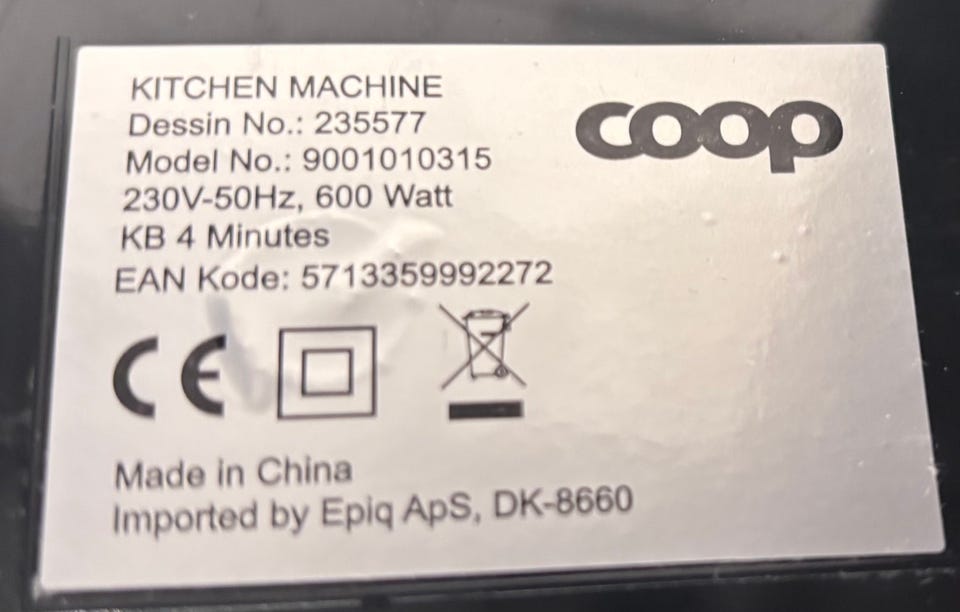 KITCHEN MACHINE
coop
Dessin No.: 235577
Model No.: 9001010315
230V-50Hz, 600 Watt
KB 4 Minutes
EAN Kode: 5713359992272
CE
Made in China
Imported by Epiq ApS, DK-8660